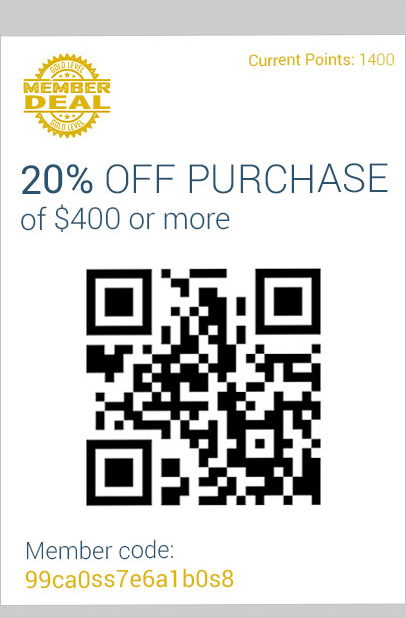 Current Points: 1400
GOLD LEVEL
MEMBER
DEAL
GOLD LEVEL
20% OFF PURCHASE
of $400 or more
Member code:
99ca0ss7e6a1b0s8